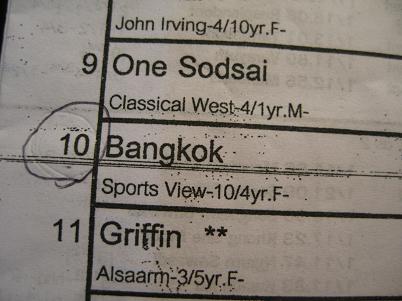 John Irving-4/10yr.F-
9 One Sodsai
Classical West-4/1yr.M-
10 Bangkok
Sports View-10/4yr.F-
11 Griffin **
Alsaarm-3/5yr.F-